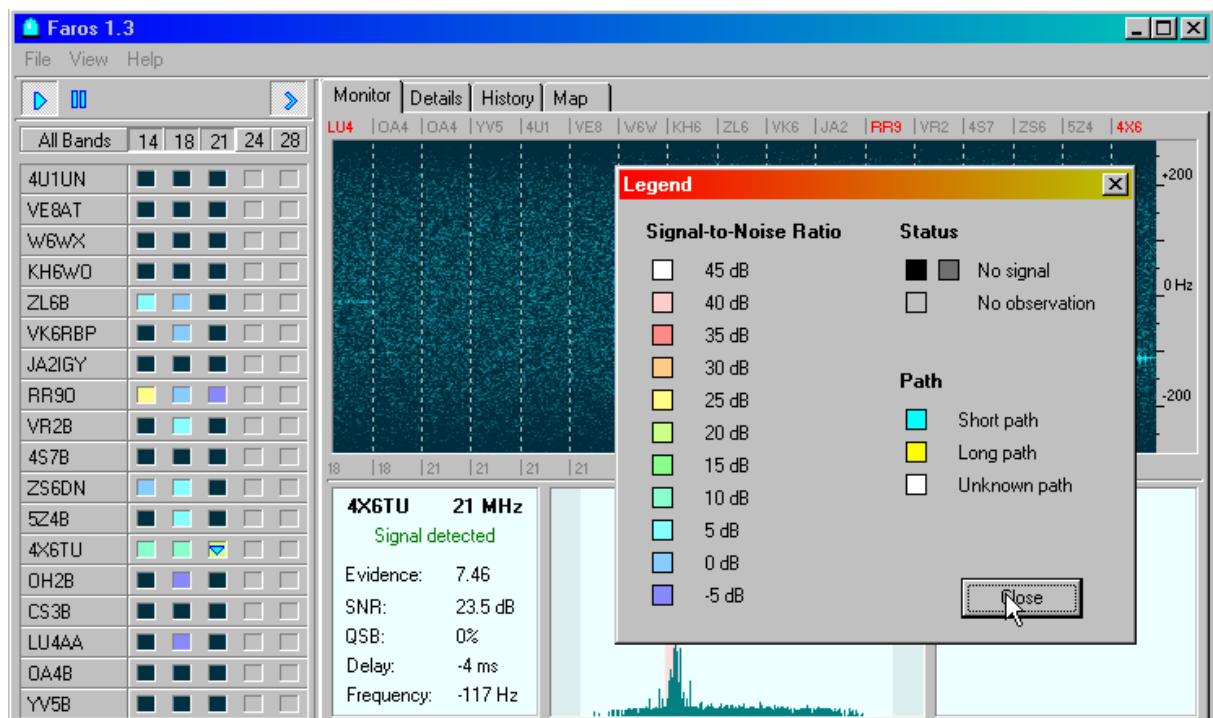 Faros 1.3
File View Help
Monitor Details History Map
LU4 OA4 OA4 YV5 4U1 VE8 W6W KH6 ZL6 VK6 JA2 RR9 VR2 4S7 ZS6 5Z4 4X6
All Bands 14 18 21 24 28
4U1UN
VE8AT
W6WX
KH6WO
ZL6B
VK6RBP
JA2IGY
RR9O
VR2B
4S7B
ZS6DN
5Z4B
4X6TU
OH2B
CS3B
LU4AA
OA4B
YV5B
+200
0 Hz
-200
18 18 21 21 21 21
Legend
Signal-to-Noise Ratio
45 dB
40 dB
35 dB
30 dB
25 dB
20 dB
15 dB
10 dB
5 dB
0 dB
-5 dB
Status
No signal
No observation
Path
Short path
Long path
Unknown path
Close
4X6TU 21 MHz
Signal detected
Evidence: 7.46
SNR: 23.5 dB
QSB: 0%
Delay: -4 ms
Frequency: -117 Hz